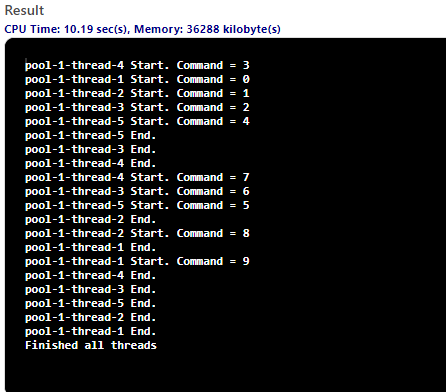 Result
CPU Time: 10.19 sec(s), Memory: 36288 kilobyte(s)
pool-1-thread-4 Start. Command = 3
pool-1-thread-1 Start. Command = 0
pool-1-thread-2 Start. Command = 1
pool-1-thread-3 Start. Command = 2
pool-1-thread-5 Start. Command = 4
pool-1-thread-5 End.
pool-1-thread-3 End.
pool-1-thread-4 End.
pool-1-thread-4 Start. Command = 7
pool-1-thread-3 Start. Command = 6
pool-1-thread-5 Start. Command = 5
pool-1-thread-2 End.
pool-1-thread-2 Start. Command = 8
pool-1-thread-1 End.
pool-1-thread-1 Start. Command = 9
pool-1-thread-4 End.
pool-1-thread-3 End.
pool-1-thread-5 End.
pool-1-thread-2 End.
pool-1-thread-1 End.
Finished all threads